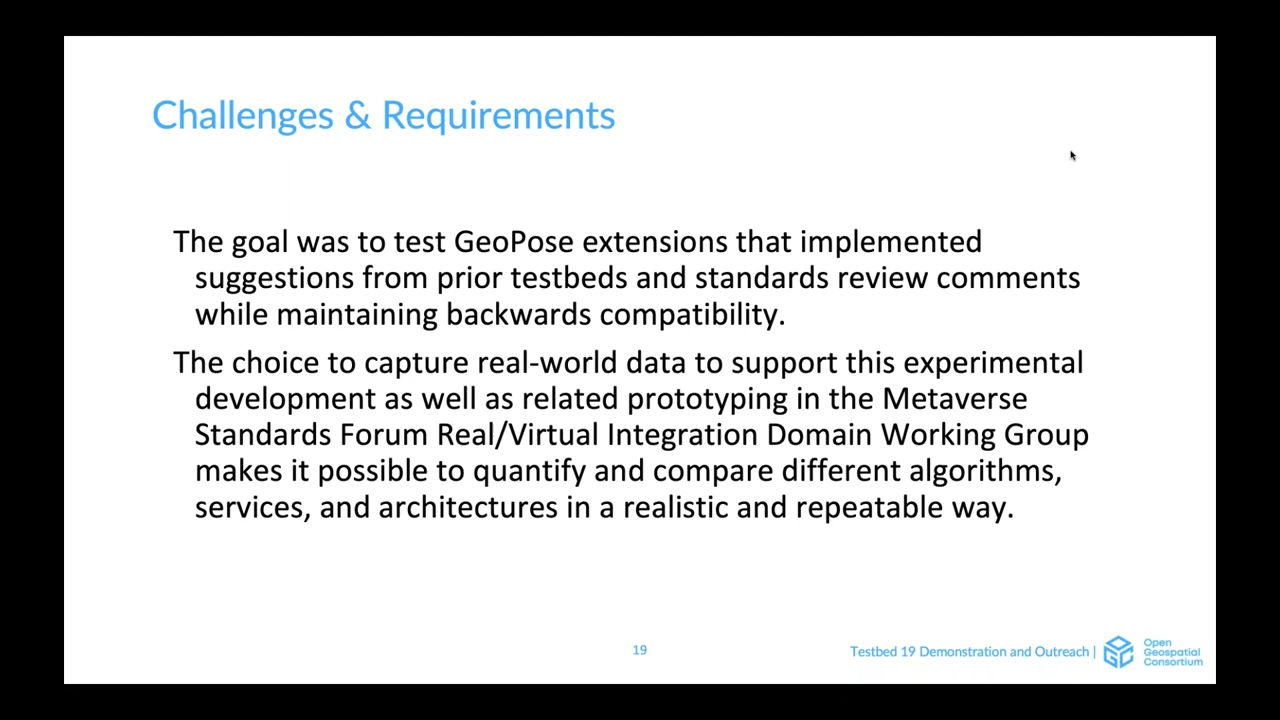 Challenges & Requirements
The goal was to test GeoPose extensions that implemented
suggestions from prior testbeds and standards review comments
while maintaining backwards compatibility.
The choice to capture real-world data to support this experimental
development as well as related prototyping in the Metaverse
Standards Forum Real/Virtual Integration Domain Working Group
makes it possible to quantify and compare different algorithms,
services, and architectures in a realistic and repeatable way.
19
Testbed 19 Demonstration and Outreach |
Open
Geospatial
Consortium